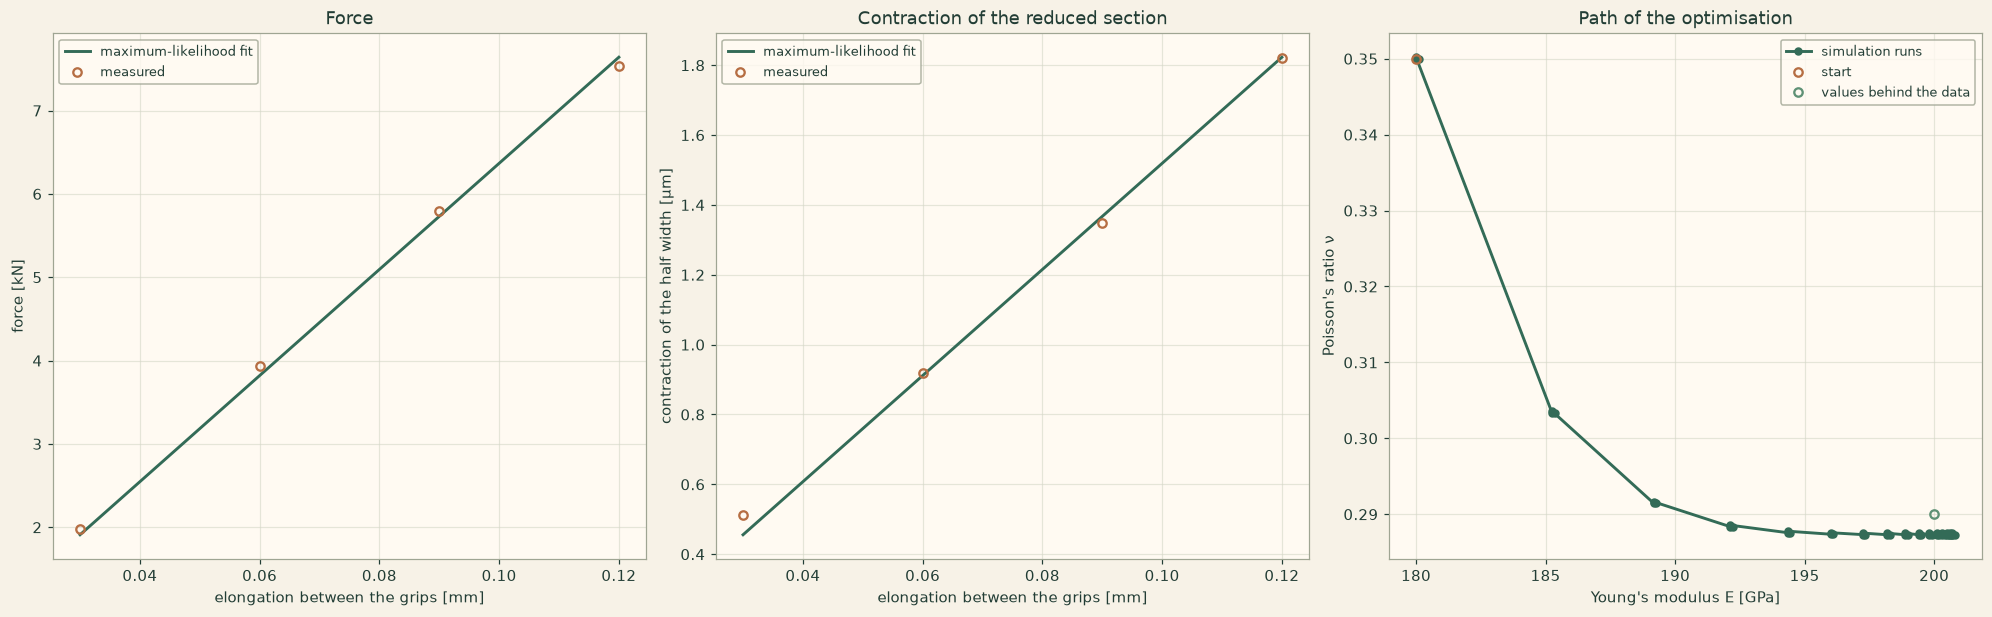 Force
maximum-likelihood fit
measured
7
6
5
4
3
2
0.04
0.06
0.08
0.10
0.12
force [kN]
elongation between the grips [mm]
Contraction of the reduced section
maximum-likelihood fit
measured
1.8
1.6
1.4
1.2
1.0
0.8
0.6
0.4
0.04
0.06
0.08
0.10
0.12
contraction of the half width [µm]
elongation between the grips [mm]
Path of the optimisation
simulation runs
start
values behind the data
0.35
0.34
0.33
0.32
0.31
0.30
0.29
180
185
190
195
200
Poisson's ratio ν
Young's modulus E [GPa]